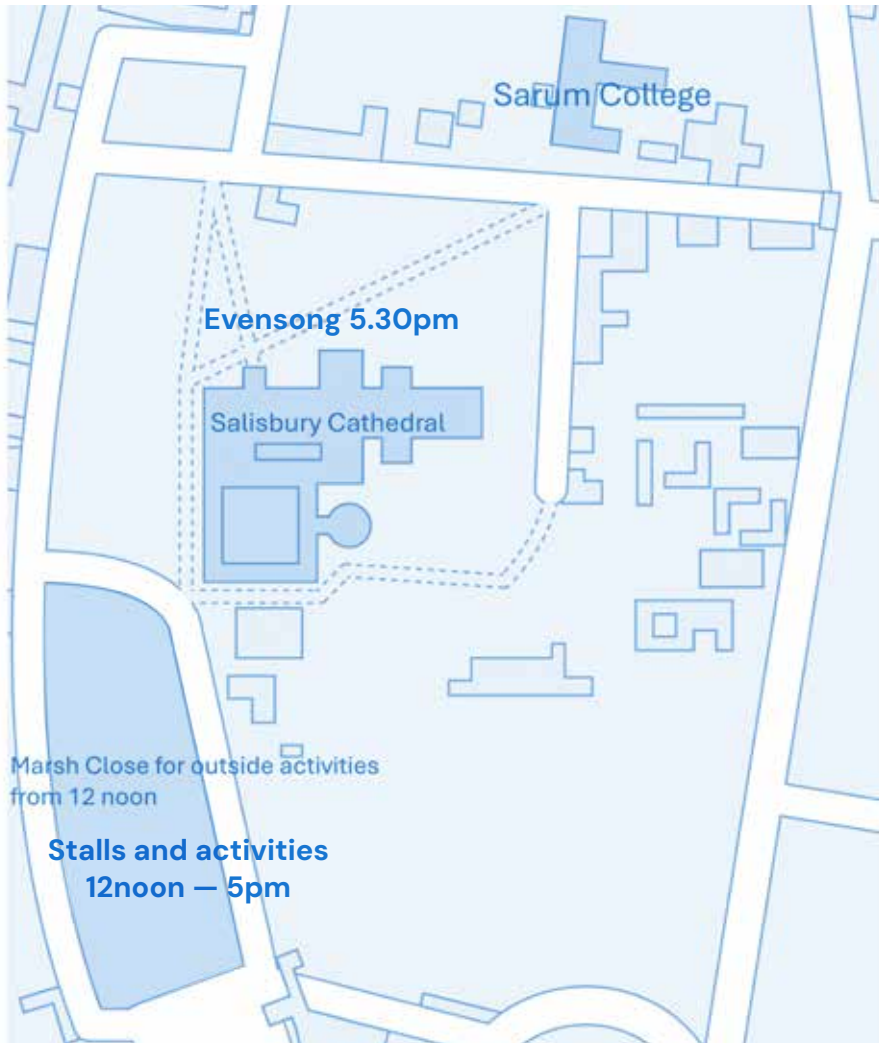 Sarum College
Evensong 5.30pm
Salisbury Cathedral
Marsh Close for outside activities
from 12 noon
Stalls and activities
12noon — 5pm